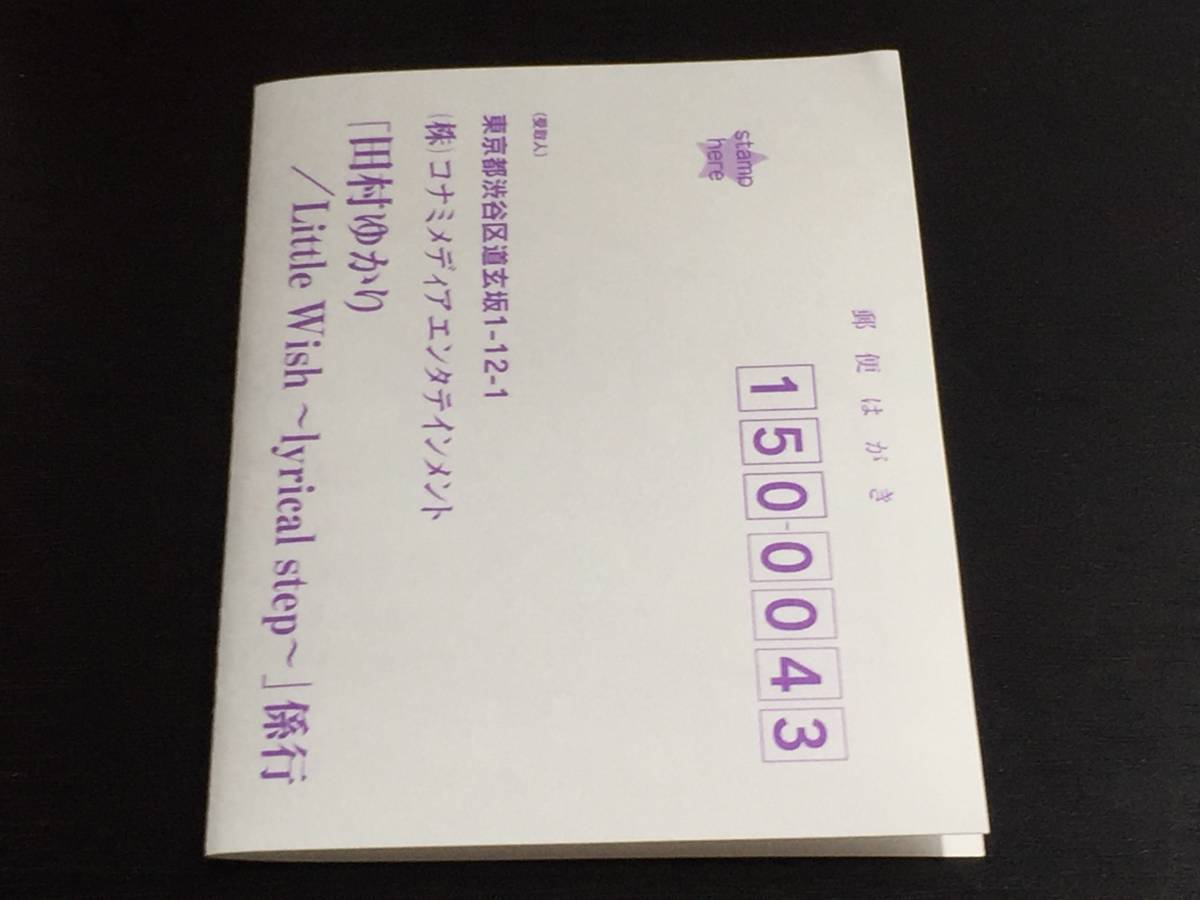 郵便はがき
150-0043
stamp
here
(受取人)
東京都渋谷区道玄坂1-12-1
(株)コナミメディアエンタテインメント
「田村ゆかり
／Little Wish ～lyrical step～」係行